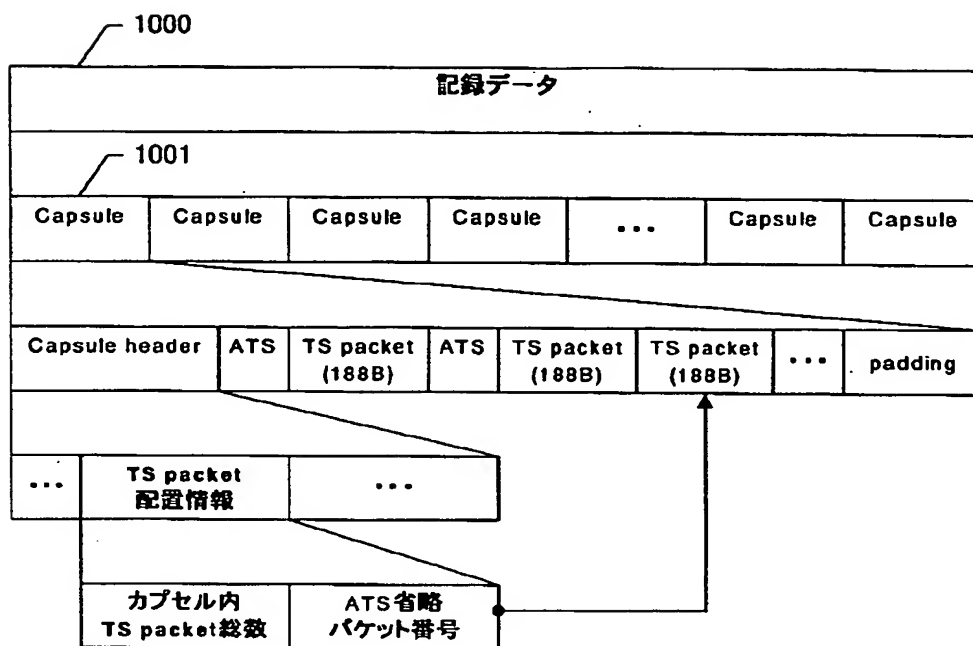 1000
記録データ
1001
Capsule Capsule Capsule Capsule ... Capsule Capsule
Capsule header ATS TS packet ATS TS packet TS packet ... padding
(188B) (188B) (188B)
... TS packet ...
配置情報
カプセル内 ATS省略
TS packet総数 パケット番号